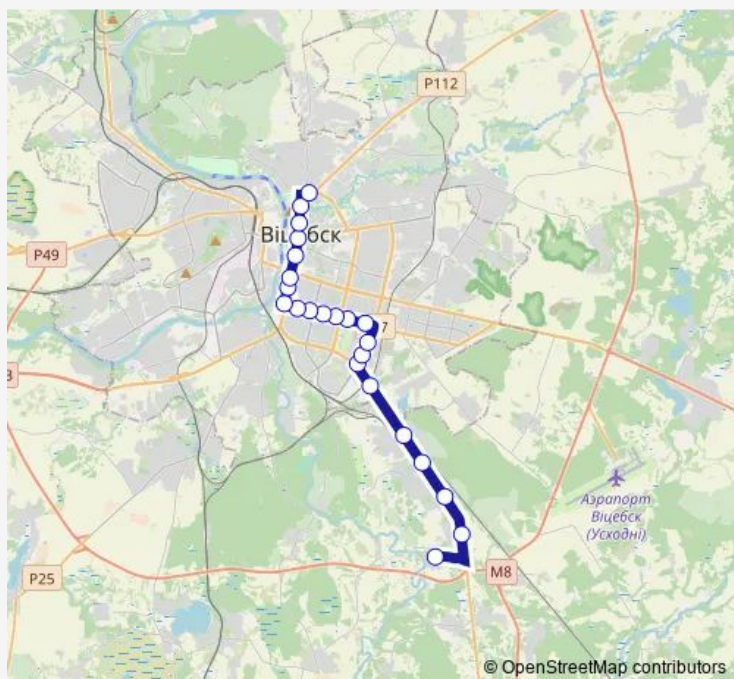 P112
Віцебск
P49
7
P25
M8
Аэрапорт
Віцебск
(Усходні)
© OpenStreetMap contributors